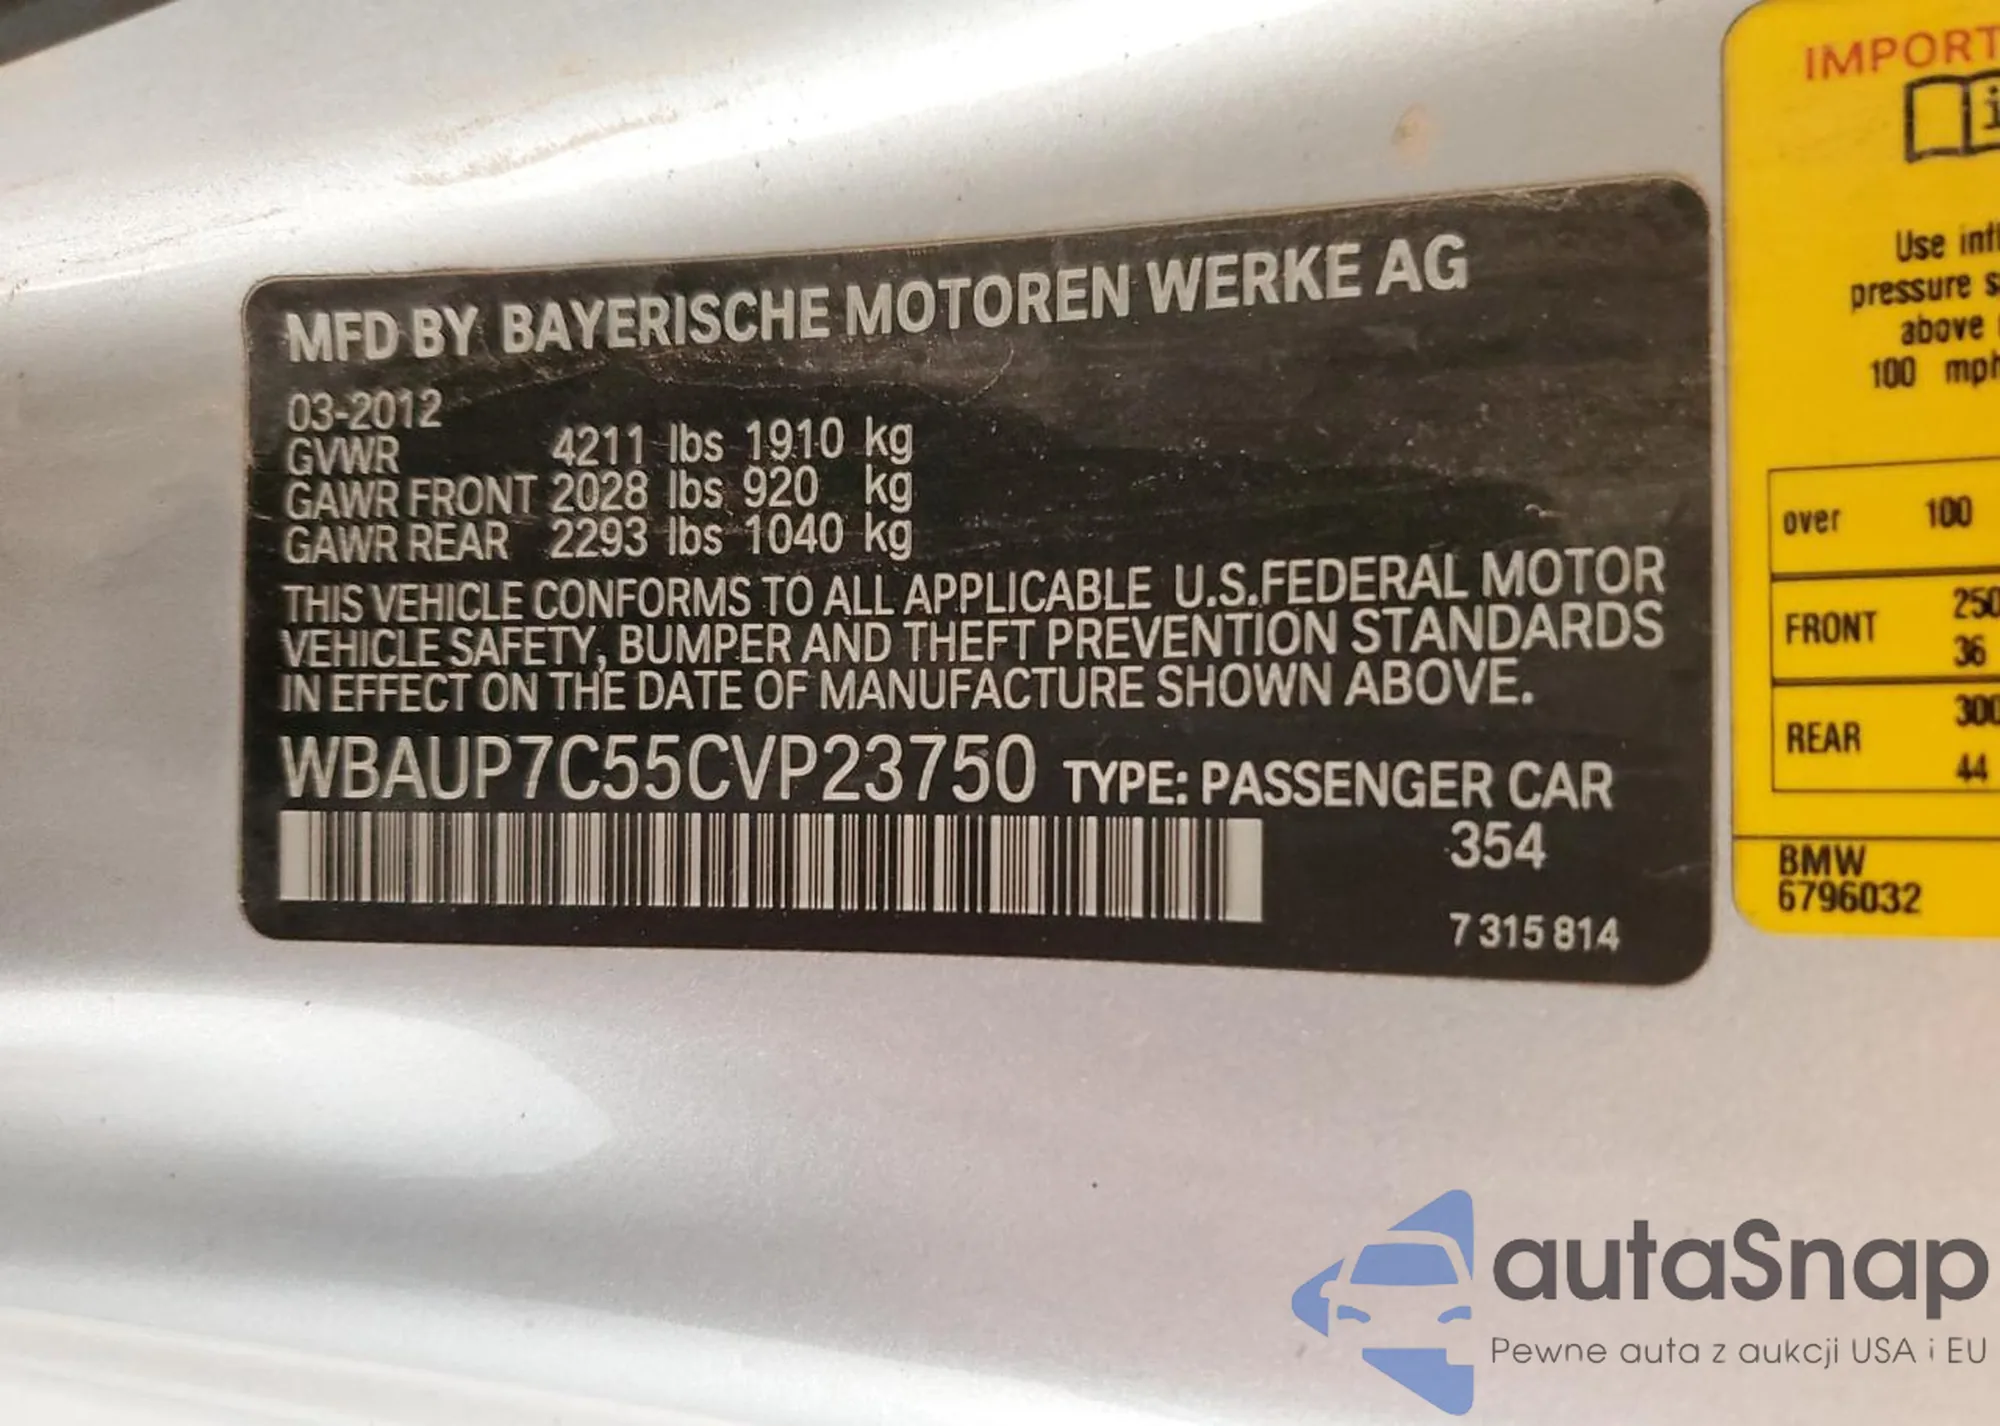 MFD BY BAYERISCHE MOTOREN WERKE AG
03-2012
GVWR 4211 lbs 1910 kg
GAWR FRONT 2028 lbs 920 kg
GAWR REAR 2293 lbs 1040 kg
THIS VEHICLE CONFORMS TO ALL APPLICABLE U.S.FEDERAL MOTOR
VEHICLE SAFETY, BUMPER AND THEFT PREVENTION STANDARDS
IN EFFECT ON THE DATE OF MANUFACTURE SHOWN ABOVE.
WBAUP7C55CVP23750 TYPE: PASSENGER CAR
354
7 315 814
IMPORT
i
Use infl
pressure s
above
100 mph
over 100
FRONT 250
36
REAR 300
44
BMW
6796032
autaSnap
Pewne auta z aukcji USA i EU